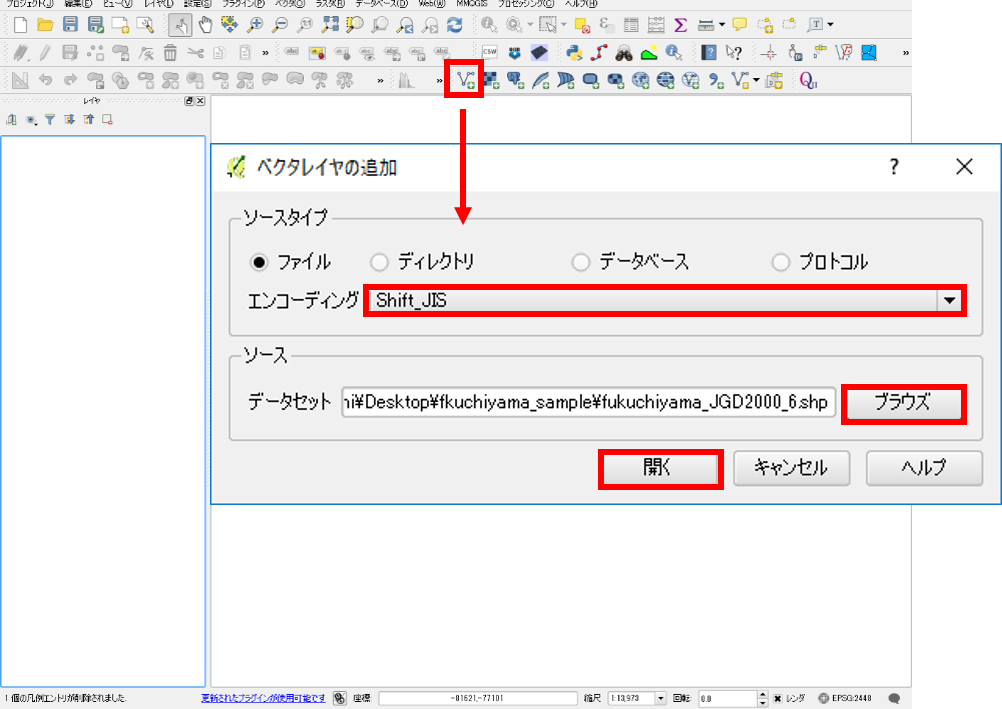 プロジェクト(J) 編集(E) ビュー(V) レイヤ(L) 設定(S) プラグイン(P) ベクタ(O) ラスタ(R) データベース(D) Web(W) MMQGIS プロセッシング(C) ヘルプ(H)
レイヤ
ベクタレイヤの追加
ソースタイプ
ファイル ディレクトリ データベース プロトコル
エンコーディング Shift_JIS
ソース
データセット ni¥Desktop¥fkuchiyama_sample¥fukuchiyama_JGD2000_6.shp ブラウズ
開く キャンセル ヘルプ
1 個の凡例エントリが削除されました. 更新されたプラグインが使用可能です 座標: -81621,-77101 縮尺 1:13,973 回転: 0.0 レンダ EPSG:2448